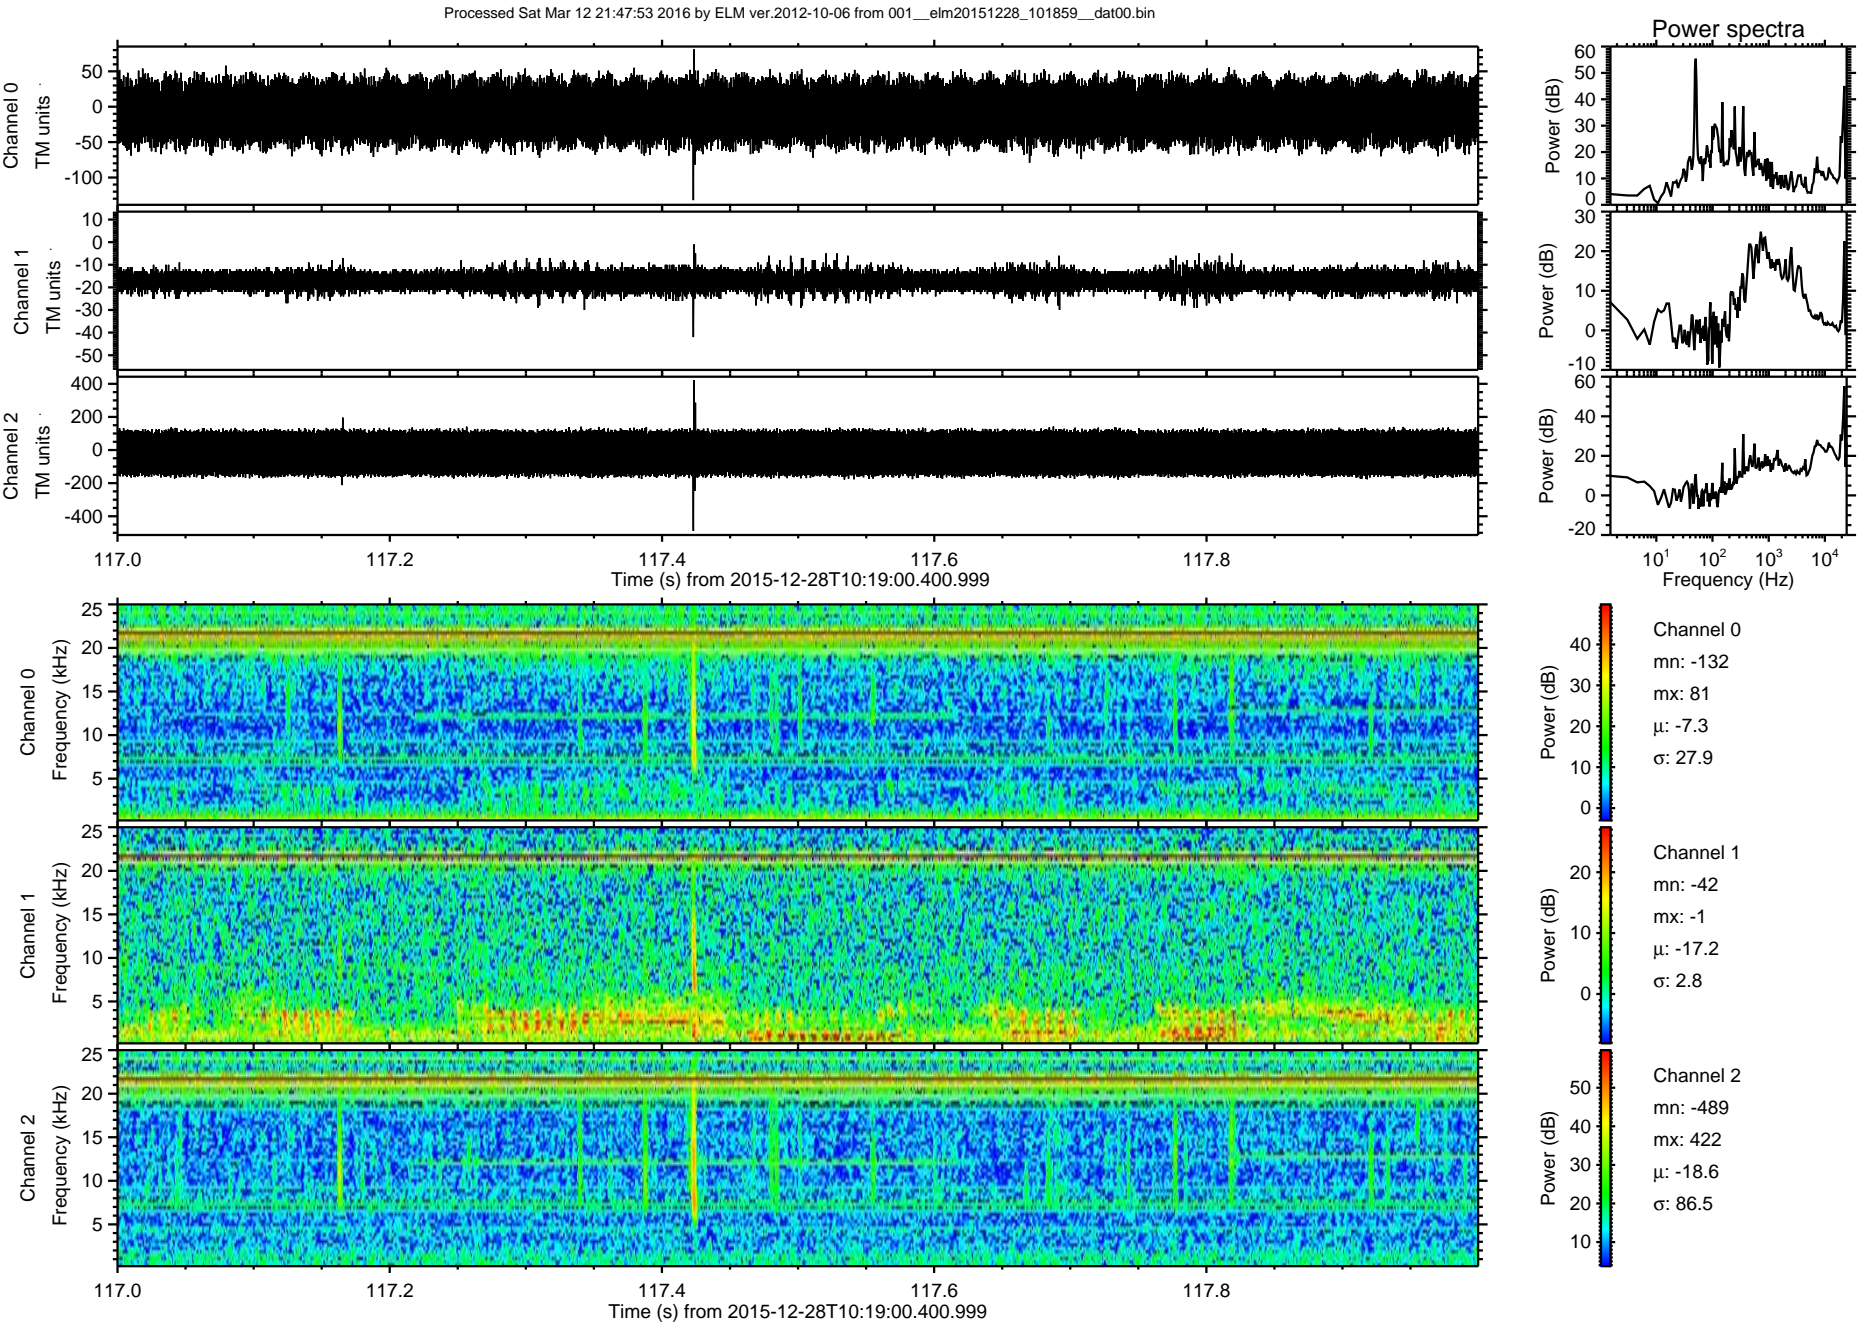 Processed Sat Mar 12 21:47:53 2016 by ELM ver.2012-10-06 from 001__elm20151228_101859__dat00.bin
Power spectra
Channel 0
TM units
50
0
-50
-100
Power (dB)
60
50
40
30
20
10
0
Channel 1
TM units
10
0
-10
-20
-30
-40
-50
Power (dB)
30
20
10
0
-10
Channel 2
TM units
400
200
0
-200
-400
Power (dB)
60
40
20
0
-20
117.0 117.2 117.4 117.6 117.8
Time (s) from 2015-12-28T10:19:00.400.999
10¹ 10² 10³ 10⁴
Frequency (Hz)
Channel 0
Frequency (kHz)
25
20
15
10
5
Power (dB)
40
30
20
10
0
Channel 0
mn: -132
mx: 81
μ: -7.3
σ: 27.9
Channel 1
Frequency (kHz)
25
20
15
10
5
Power (dB)
20
10
0
Channel 1
mn: -42
mx: -1
μ: -17.2
σ: 2.8
Channel 2
Frequency (kHz)
25
20
15
10
5
Power (dB)
50
40
30
20
10
Channel 2
mn: -489
mx: 422
μ: -18.6
σ: 86.5
117.0 117.2 117.4 117.6 117.8
Time (s) from 2015-12-28T10:19:00.400.999